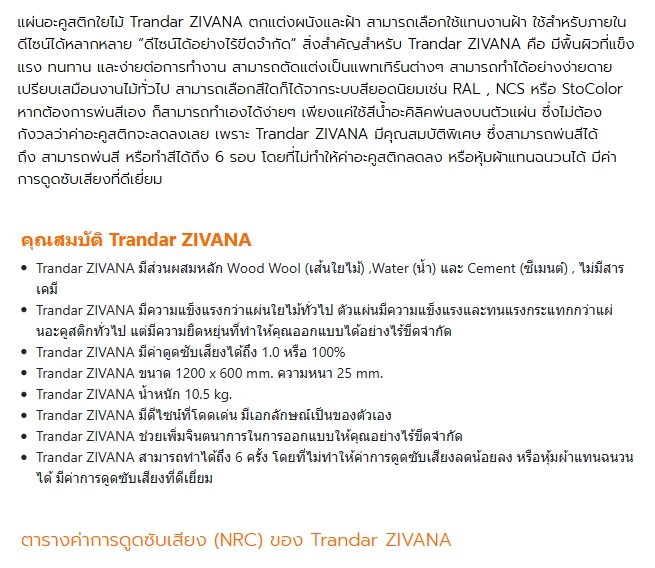 แผ่นอะคูสติกใยไม้ Trandar ZIVANA ตกแต่งผนังและฝ้า สามารถเลือกใช้แทนงานฝ้า ใช้สำหรับภายใน
ดีไซน์ได้หลากหลาย “ดีไซน์ได้อย่างไร้ขีดจำกัด” สิ่งสำคัญสำหรับ Trandar ZIVANA คือ มีพื้นผิวที่แข็ง
แรง ทนทาน และง่ายต่อการทำงาน สามารถตัดแต่งเป็นแพทเทิร์นต่างๆ สามารถทำได้อย่างง่ายดาย
เปรียบเสมือนงานไม้ทั่วไป สามารถเลือกสีใดก็ได้จากระบบสียอดนิยมเช่น RAL , NCS หรือ StoColor
หากต้องการพ่นสีเอง ก็สามารถทำเองได้ง่ายๆ เพียงแค่ใช้สีน้ำอะคิลิคพ่นลงบนตัวแผ่น ซึ่งไม่ต้อง
กังวลว่าค่าอะคูสติกจะลดลงเลย เพราะ Trandar ZIVANA มีคุณสมบัติพิเศษ ซึ่งสามารถพ่นสีได้
ถึง สามารถพ่นสี หรือทำสีได้ถึง 6 รอบ โดยที่ไม่ทำให้ค่าอะคูสติกลดลง หรือหุ้มผ้าแทนฉนวนได้ มีค่า
การดูดซับเสียงที่ดีเยี่ยม
คุณสมบัติ Trandar ZIVANA
• Trandar ZIVANA มีส่วนผสมหลัก Wood Wool (เส้นใยไม้) ,Water (น้ำ) และ Cement (ซีเมนต์) , ไม่มีสาร
เคมี
• Trandar ZIVANA มีความแข็งแรงกว่าแผ่นใยไม้ทั่วไป ตัวแผ่นมีความแข็งแรงและทนแรงกระแทกกว่าแผ่
นอะคูสติกทั่วไป แต่มีความยืดหยุ่นที่ทำให้คุณออกแบบได้อย่างไร้ขีดจำกัด
• Trandar ZIVANA มีค่าดูดซับเสียงได้ถึง 1.0 หรือ 100%
• Trandar ZIVANA ขนาด 1200 x 600 mm. ความหนา 25 mm.
• Trandar ZIVANA น้ำหนัก 10.5 kg.
• Trandar ZIVANA มีดีไซน์ที่โดดเด่น มีเอกลักษณ์เป็นของตัวเอง
• Trandar ZIVANA ช่วยเพิ่มจินตนาการในการออกแบบให้คุณอย่างไร้ขีดจำกัด
• Trandar ZIVANA สามารถทำได้ถึง 6 ครั้ง โดยที่ไม่ทำให้ค่าการดูดซับเสียงลดน้อยลง หรือหุ้มผ้าแทนฉนวน
ได้ มีค่าการดูดซับเสียงที่ดีเยี่ยม
ตารางค่าการดูดซับเสียง (NRC) ของ Trandar ZIVANA